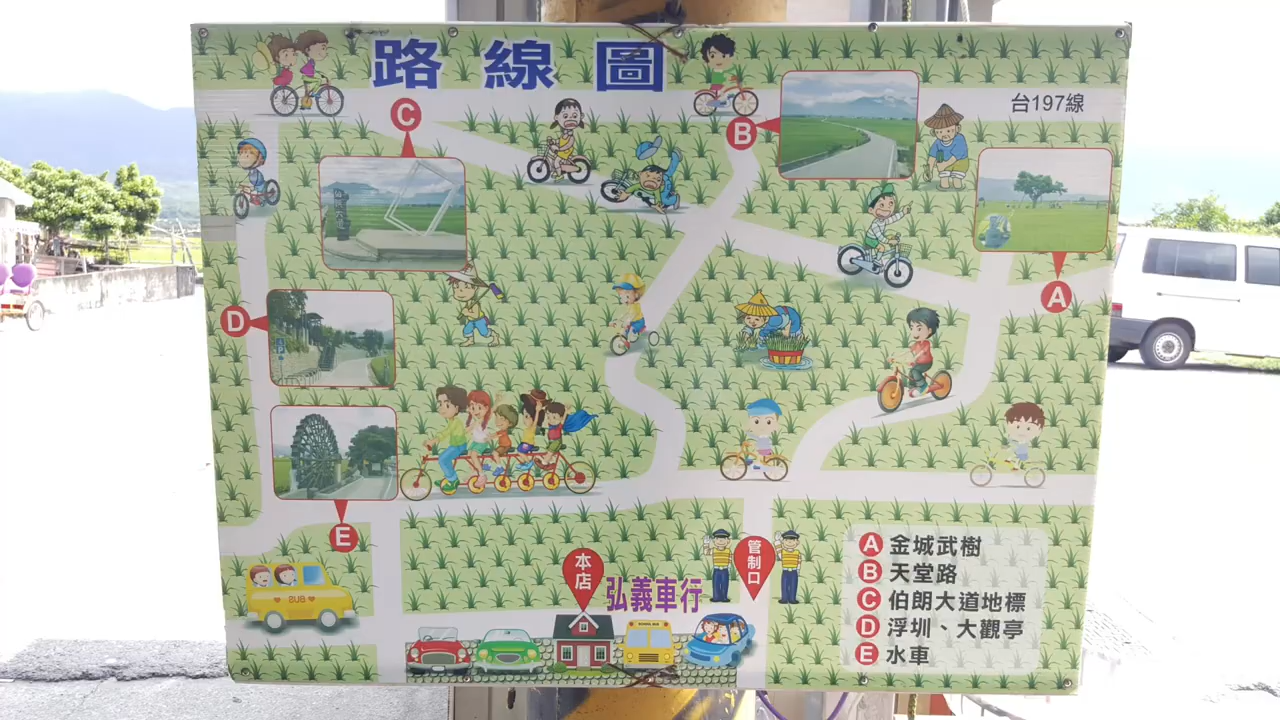 路線圖
C
B
台197線
A
D
E
BUB
本店
弘義車行
管制口
SCHOOL BUS
A 金城武樹
B 天堂路
C 伯朗大道地標
D 浮圳、大觀亭
E 水車